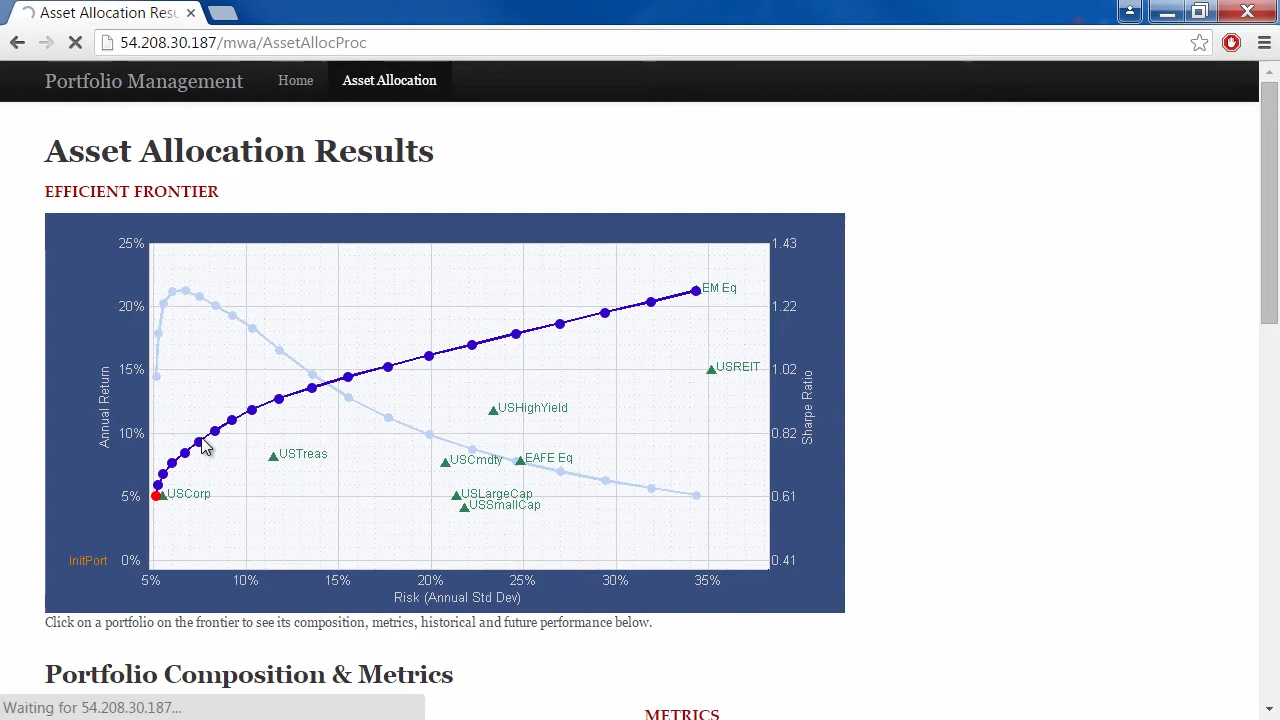 Asset Allocation Resu
54.208.30.187/mwa/AssetAllocProc
Portfolio Management Home Asset Allocation
Asset Allocation Results
EFFICIENT FRONTIER
25% 1.43
EM Eq
20% 1.22
15% 1.02
USREIT
Annual Return
Sharpe Ratio
USHighYield
10% 0.82
USTreas
USCmdty EAFE Eq
5% 0.61
USCorp USLargeCap
USSmallCap
InitPort 0% 0.41
5% 10% 15% 20% 25% 30% 35%
Risk (Annual Std Dev)
Click on a portfolio on the frontier to see its composition, metrics, historical and future performance below.
Portfolio Composition & Metrics
Waiting for 54.208.30.187...
METRICS